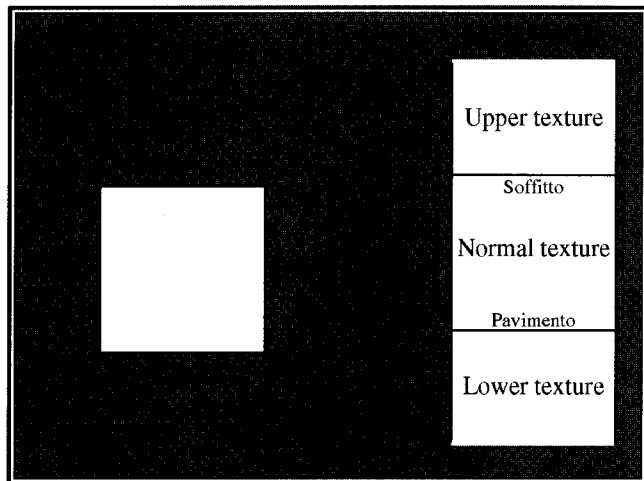 Upper texture
Soffitto
Normal texture
Pavimento
Lower texture